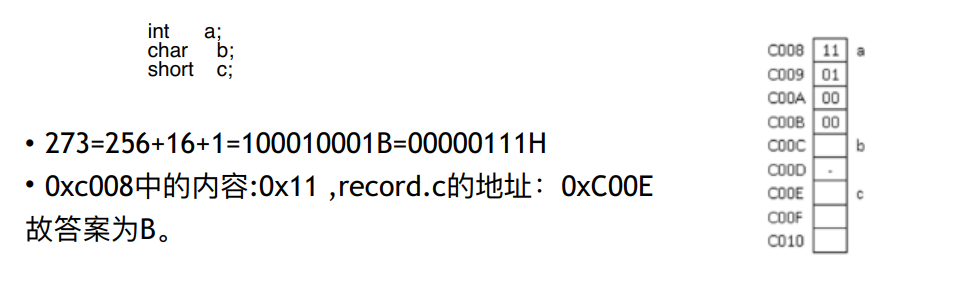 int a;
char b;
short c;
• 273=256+16+1=100010001B=00000111H
• 0xc008中的内容:0x11 ,record.c的地址：0xC00E
故答案为B。
C008 11 a
C009 01
C00A 00
C00B 00
C00C b
C00D -
C00E c
C00F
C010